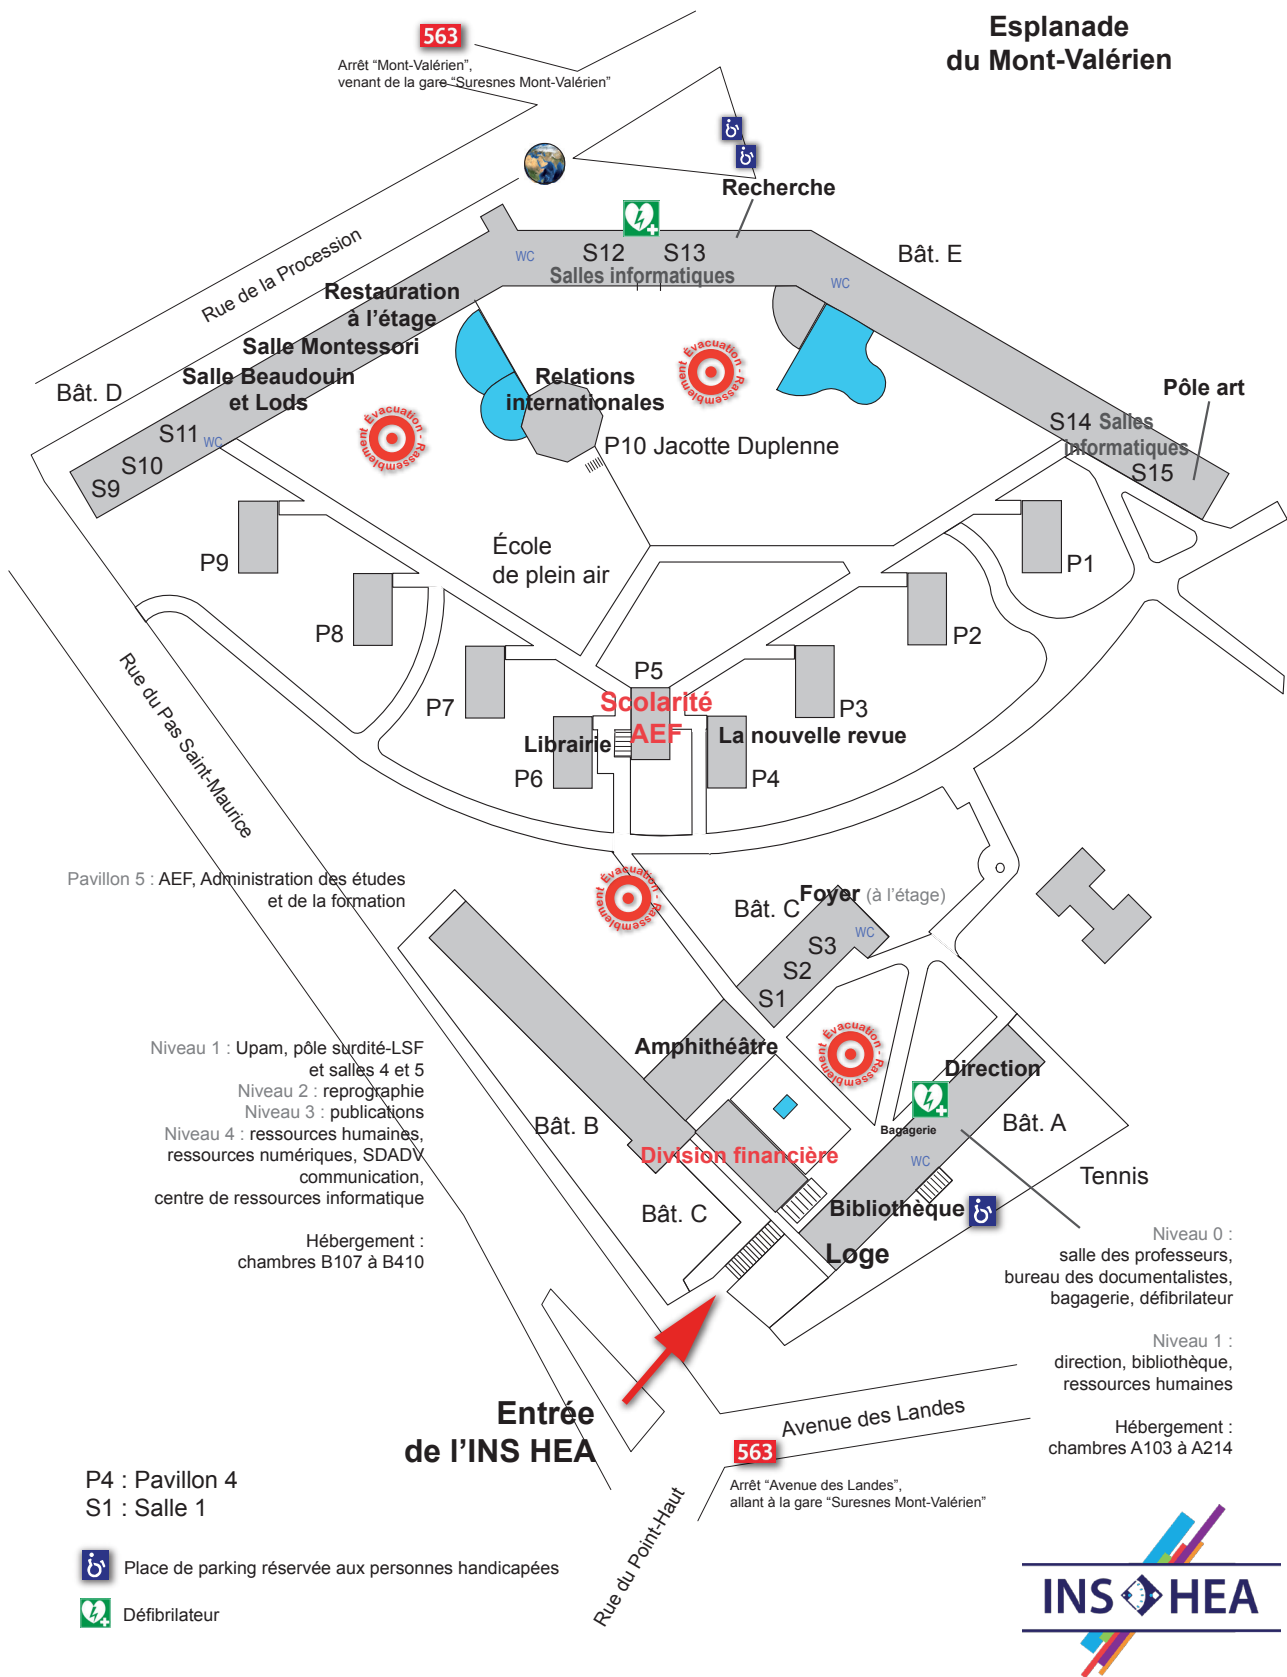 Esplanade
du Mont-Valérien
563
Arrêt “Mont-Valérien”,
venant de la gare “Suresnes Mont-Valérien”
Recherche
Rue de la Procession
WC
S12
S13
Salles informatiques
Bât. E
WC
Restauration
à l’étage
Salle Montessori
Salle Beaudouin
et Lods
Bât. D
Évacuation - Rassemblement
Relations
internationales
Pôle art
Évacuation - Rassemblement
P10 Jacotte Duplenne
S14 Salles
informatiques
S15
S11
WC
S10
S9
École
de plein air
P9
P1
P8
P2
P7
P5
P3
Scolarité
AEF
Librairie
La nouvelle revue
P6
P4
Rue du Pas Saint-Maurice
Pavillon 5 : AEF, Administration des études
et de la formation
Évacuation - Rassemblement
Foyer (à l’étage)
Bât. C
WC
S3
S2
S1
Amphithéâtre
Évacuation - Rassemblement
Direction
Niveau 1 : Upam, pôle surdité-LSF
et salles 4 et 5
Niveau 2 : reprographie
Niveau 3 : publications
Niveau 4 : ressources humaines,
ressources numériques, SDADV
communication,
centre de ressources informatique
Hébergement :
chambres B107 à B410
Bât. B
Bagagerie
Bât. A
Division financière
WC
Tennis
Bât. C
Bibliothèque
Loge
Niveau 0 :
salle des professeurs,
bureau des documentalistes,
bagagerie, défibrilateur
Niveau 1 :
direction, bibliothèque,
ressources humaines
Hébergement :
chambres A103 à A214
Entrée
de l’INS HEA
Avenue des Landes
563
Arrêt “Avenue des Landes”,
allant à la gare “Suresnes Mont-Valérien”
Rue du Point-Haut
P4 : Pavillon 4
S1 : Salle 1
Place de parking réservée aux personnes handicapées
Défibrilateur
INS HEA